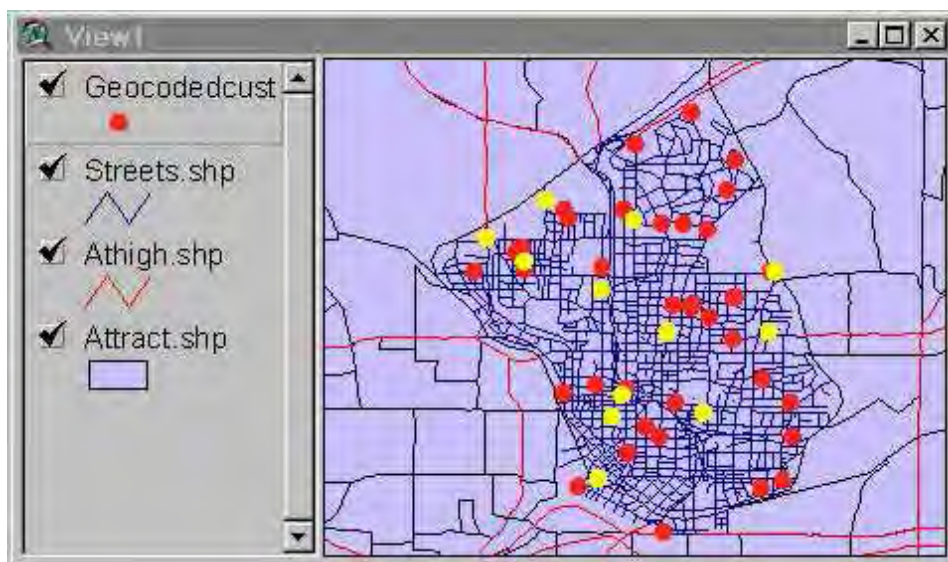 View1
Geocodedcust
Streets.shp
Athigh.shp
Attract.shp